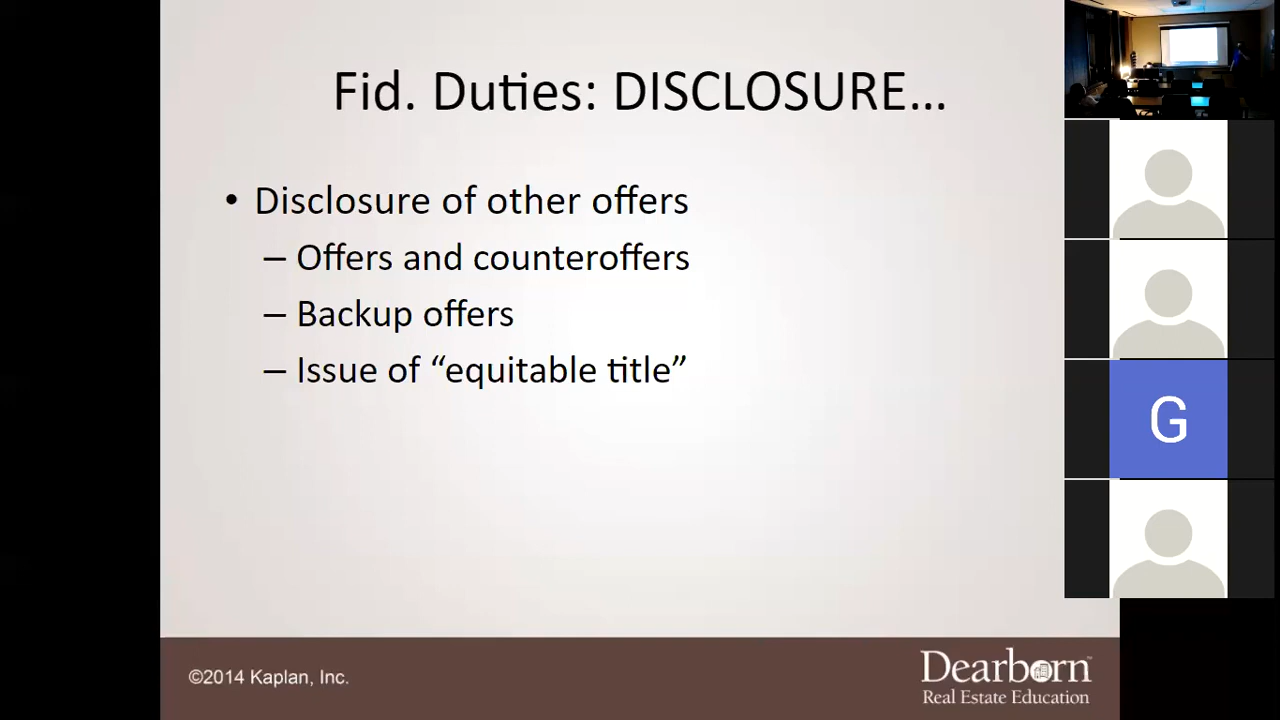 Fid. Duties: DISCLOSURE…
• Disclosure of other offers
– Offers and counteroffers
– Backup offers
– Issue of “equitable title”
G
©2014 Kaplan, Inc.
Dearborn™
Real Estate Education